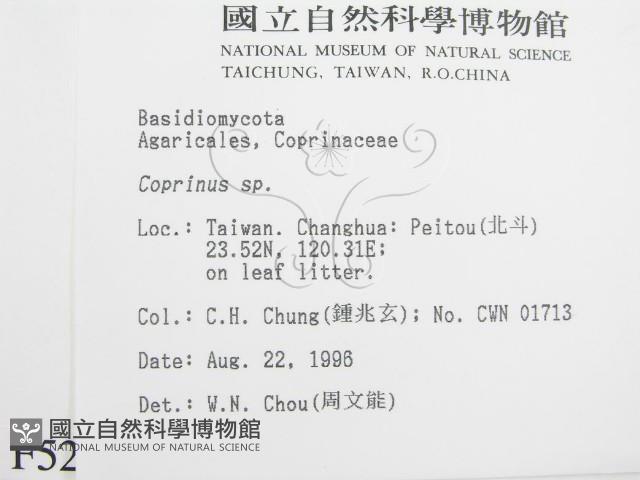 國立自然科學博物館
NATIONAL MUSEUM OF NATURAL SCIENCE
TAICHUNG, TAIWAN, R.O.CHINA
Basidiomycota
Agaricales, Coprinaceae
Coprinus sp.
Loc.: Taiwan. Changhua: Peitou(北斗)
23.52N, 120.31E;
on leaf litter.
Col.: C.H. Chung(鍾兆玄); No. CWN 01713
Date: Aug. 22, 1996
Det.: W.N. Chou(周文能)
國立自然科學博物館
NATIONAL MUSEUM OF NATURAL SCIENCE
F52